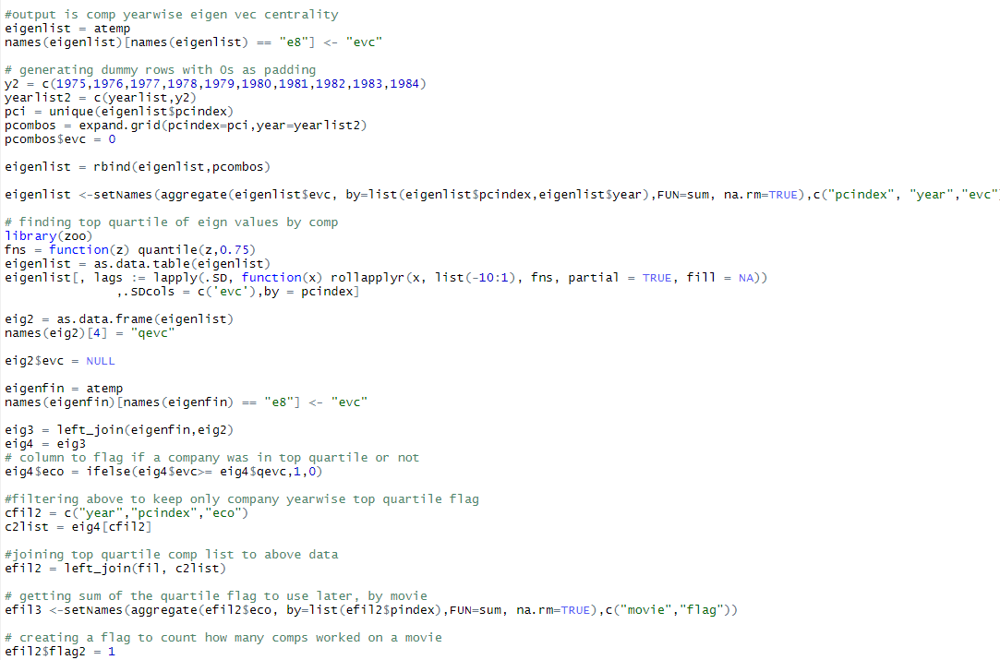 #output is comp yearwise eigen vec centrality
eigenlist = atemp
names(eigenlist)[names(eigenlist) == "e8"] <- "evc"
# generating dummy rows with 0s as padding
y2 = c(1975,1976,1977,1978,1979,1980,1981,1982,1983,1984)
yearlist2 = c(yearlist,y2)
pci = unique(eigenlist$pcindex)
pcombos = expand.grid(pcindex=pci,year=yearlist2)
pcombos$evc = 0
eigenlist = rbind(eigenlist,pcombos)
eigenlist <-setNames(aggregate(eigenlist$evc, by=list(eigenlist$pcindex,eigenlist$year),FUN=sum, na.rm=TRUE),c("pcindex", "year","evc"
# finding top quartile of eign values by comp
library(zoo)
fns = function(z) quantile(z,0.75)
eigenlist = as.data.table(eigenlist)
eigenlist[, lags := lapply(.SD, function(x) rollapplyr(x, list(-10:1), fns, partial = TRUE, fill = NA))
,.SDcols = c('evc'),by = pcindex]
eig2 = as.data.frame(eigenlist)
names(eig2)[4] = "qevc"
eig2$evc = NULL
eigenfin = atemp
names(eigenfin)[names(eigenfin) == "e8"] <- "evc"
eig3 = left_join(eigenfin,eig2)
eig4 = eig3
# column to flag if a company was in top quartile or not
eig4$eco = ifelse(eig4$evc>= eig4$qevc,1,0)
#filtering above to keep only company yearwise top quartile flag
cfil2 = c("year","pcindex","eco")
c2list = eig4[cfil2]
#joining top quartile comp list to above data
efil2 = left_join(fil, c2list)
# getting sum of the quartile flag to use later, by movie
efil3 <-setNames(aggregate(efil2$eco, by=list(efil2$pindex),FUN=sum, na.rm=TRUE),c("movie","flag"))
# creating a flag to count how many comps worked on a movie
efil2$flag2 = 1